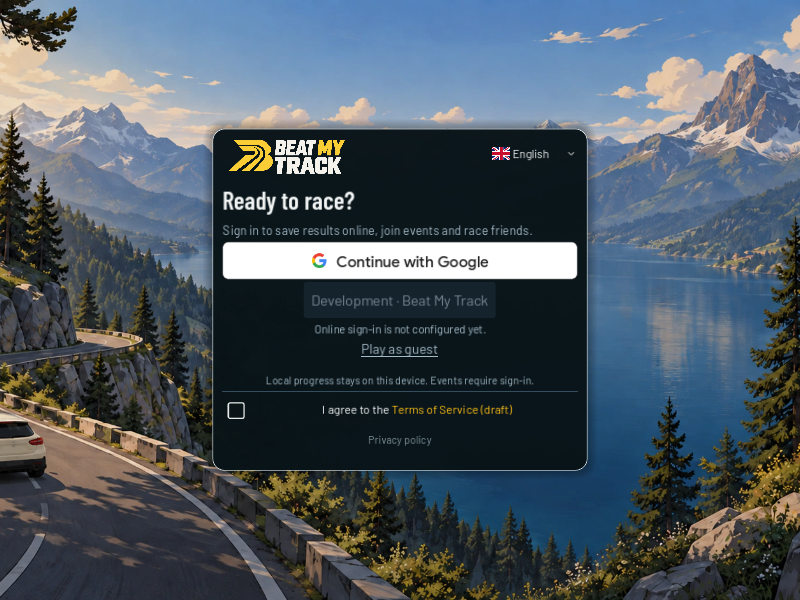 BEAT MY
TRACK
English
Ready to race?
Sign in to save results online, join events and race friends.
Continue with Google
Development · Beat My Track
Online sign-in is not configured yet.
Play as guest
Local progress stays on this device. Events require sign-in.
I agree to the Terms of Service (draft)
Privacy policy